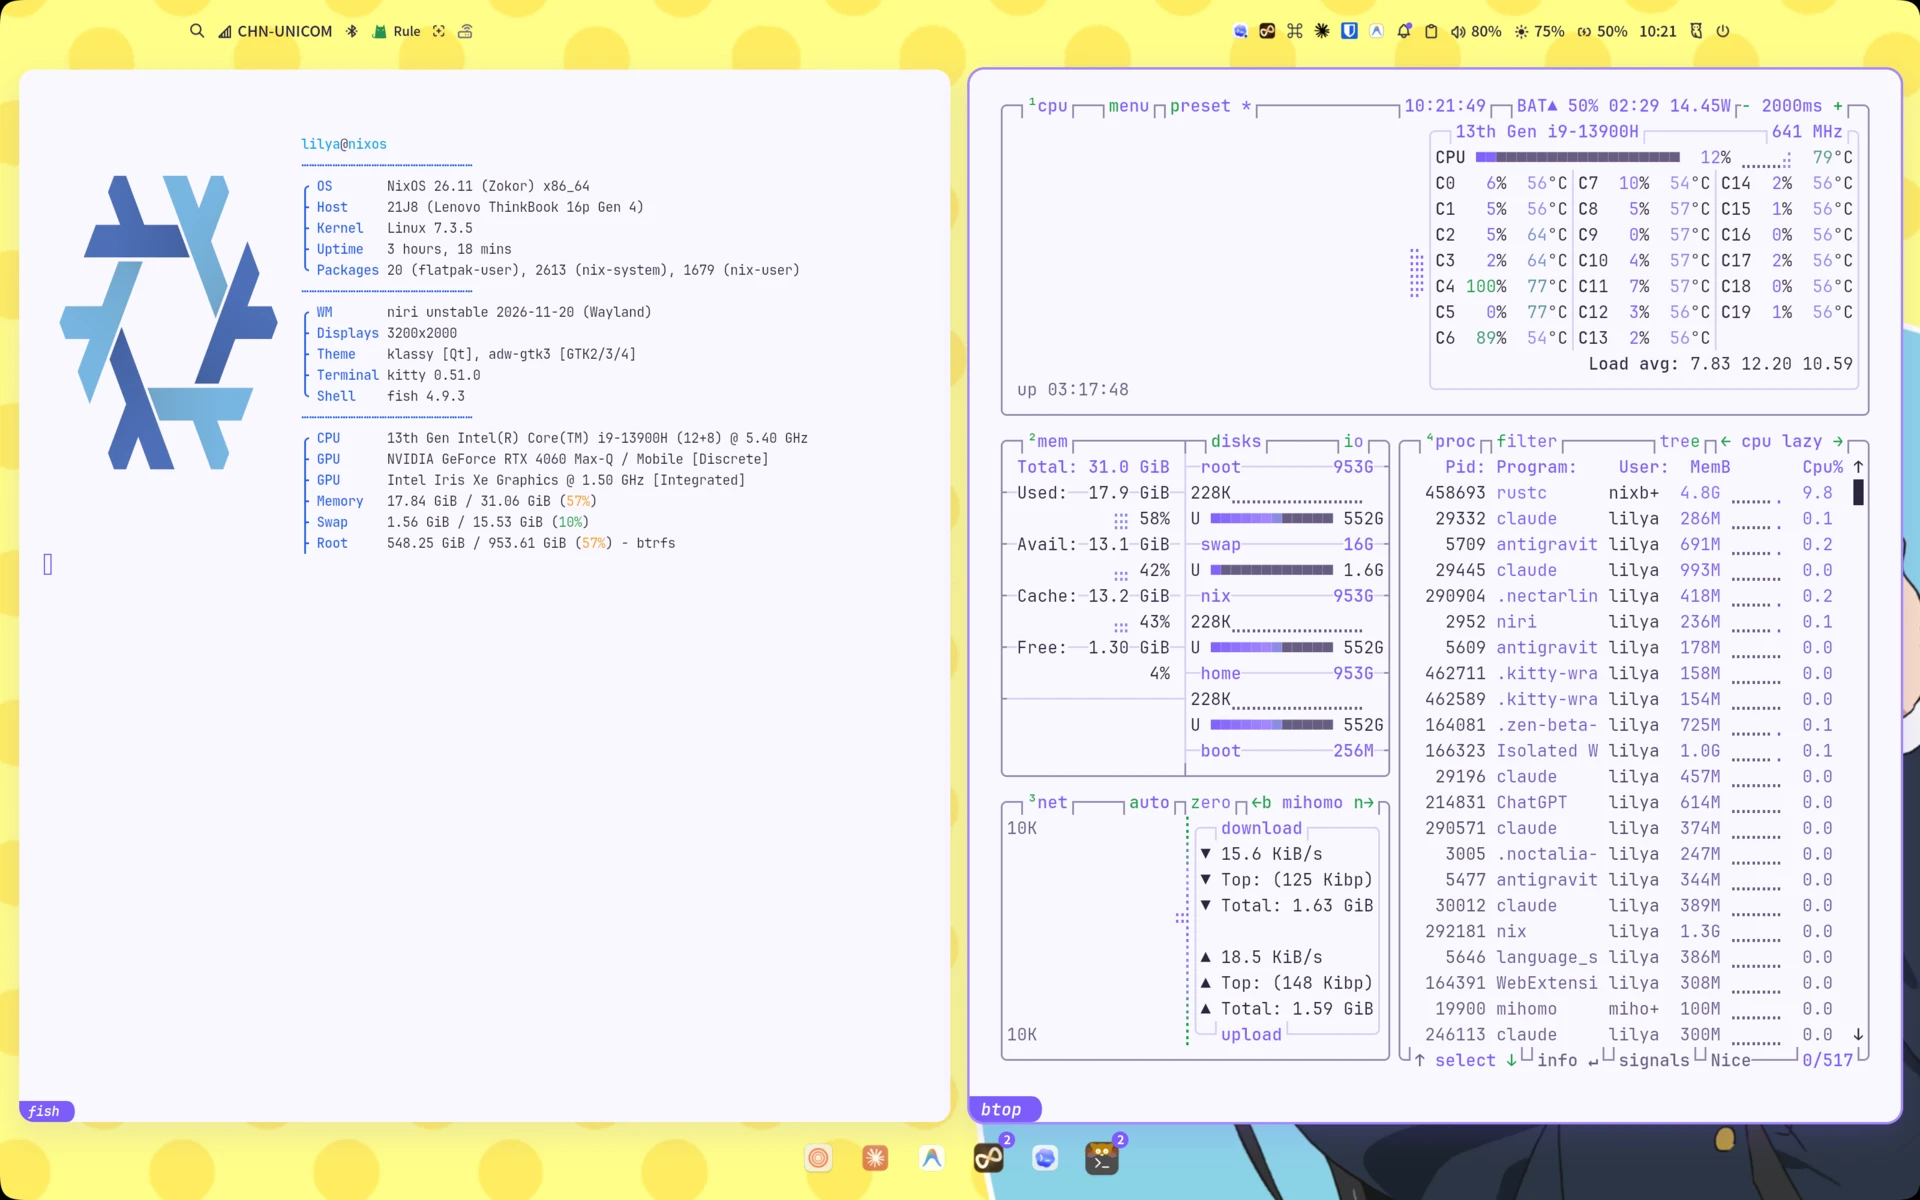 CHN-UNICOM Rule
80% 75% 50% 10:21
lilya@nixos
OS NixOS 26.11 (Zokor) x86_64
Host 21J8 (Lenovo ThinkBook 16p Gen 4)
Kernel Linux 7.3.5
Uptime 3 hours, 18 mins
Packages 20 (flatpak-user), 2613 (nix-system), 1679 (nix-user)
WM niri unstable 2026-11-20 (Wayland)
Displays 3200x2000
Theme klassy [Qt], adw-gtk3 [GTK2/3/4]
Terminal kitty 0.51.0
Shell fish 4.9.3
CPU 13th Gen Intel(R) Core(TM) i9-13900H (12+8) @ 5.40 GHz
GPU NVIDIA GeForce RTX 4060 Max-Q / Mobile [Discrete]
GPU Intel Iris Xe Graphics @ 1.50 GHz [Integrated]
Memory 17.84 GiB / 31.06 GiB (57%)
Swap 1.56 GiB / 15.53 GiB (10%)
Root 548.25 GiB / 953.61 GiB (57%) - btrfs
fish
¹cpu menu preset * 10:21:49 BAT▲ 50% 02:29 14.45W - 2000ms +
13th Gen i9-13900H 641 MHz
CPU 12% 79°C
C0 6% 56°C C7 10% 54°C C14 2% 56°C
C1 5% 56°C C8 5% 57°C C15 1% 56°C
C2 5% 64°C C9 0% 57°C C16 0% 56°C
C3 2% 64°C C10 4% 57°C C17 2% 56°C
C4 100% 77°C C11 7% 57°C C18 0% 56°C
C5 0% 77°C C12 3% 56°C C19 1% 56°C
C6 89% 54°C C13 2% 56°C
Load avg: 7.83 12.20 10.59
up 03:17:48
²mem disks io
Total: 31.0 GiB
Used: 17.9 GiB
58%
Avail: 13.1 GiB
42%
Cache: 13.2 GiB
43%
Free: 1.30 GiB
4%
root 953G
228K
U 552G
swap 16G
U 1.6G
nix 953G
228K
U 552G
home 953G
228K
U 552G
boot 256M
³net auto zero ←b mihomo n→
10K
download
▼ 15.6 KiB/s
▼ Top: (125 Kibp)
▼ Total: 1.63 GiB
▲ 18.5 KiB/s
▲ Top: (148 Kibp)
▲ Total: 1.59 GiB
10K
upload
⁴proc filter tree ← cpu lazy →
Pid: Program: User: MemB Cpu% ↑
458693 rustc nixb+ 4.8G 9.8
29332 claude lilya 286M 0.1
5709 antigravit lilya 691M 0.2
29445 claude lilya 993M 0.0
290904 .nectarlin lilya 418M 0.2
2952 niri lilya 236M 0.1
5609 antigravit lilya 178M 0.0
462711 .kitty-wra lilya 158M 0.0
462589 .kitty-wra lilya 154M 0.0
164081 .zen-beta- lilya 725M 0.1
166323 Isolated W lilya 1.0G 0.1
29196 claude lilya 457M 0.0
214831 ChatGPT lilya 614M 0.0
290571 claude lilya 374M 0.0
3005 .noctalia- lilya 247M 0.0
5477 antigravit lilya 344M 0.0
30012 claude lilya 389M 0.0
292181 nix lilya 1.3G 0.0
5646 language_s lilya 386M 0.0
164391 WebExtensi lilya 308M 0.0
19900 mihomo miho+ 100M 0.0
246113 claude lilya 300M 0.0 ↓
↑ select ↓ info ↵ signals Nice 0/517
btop
2 2